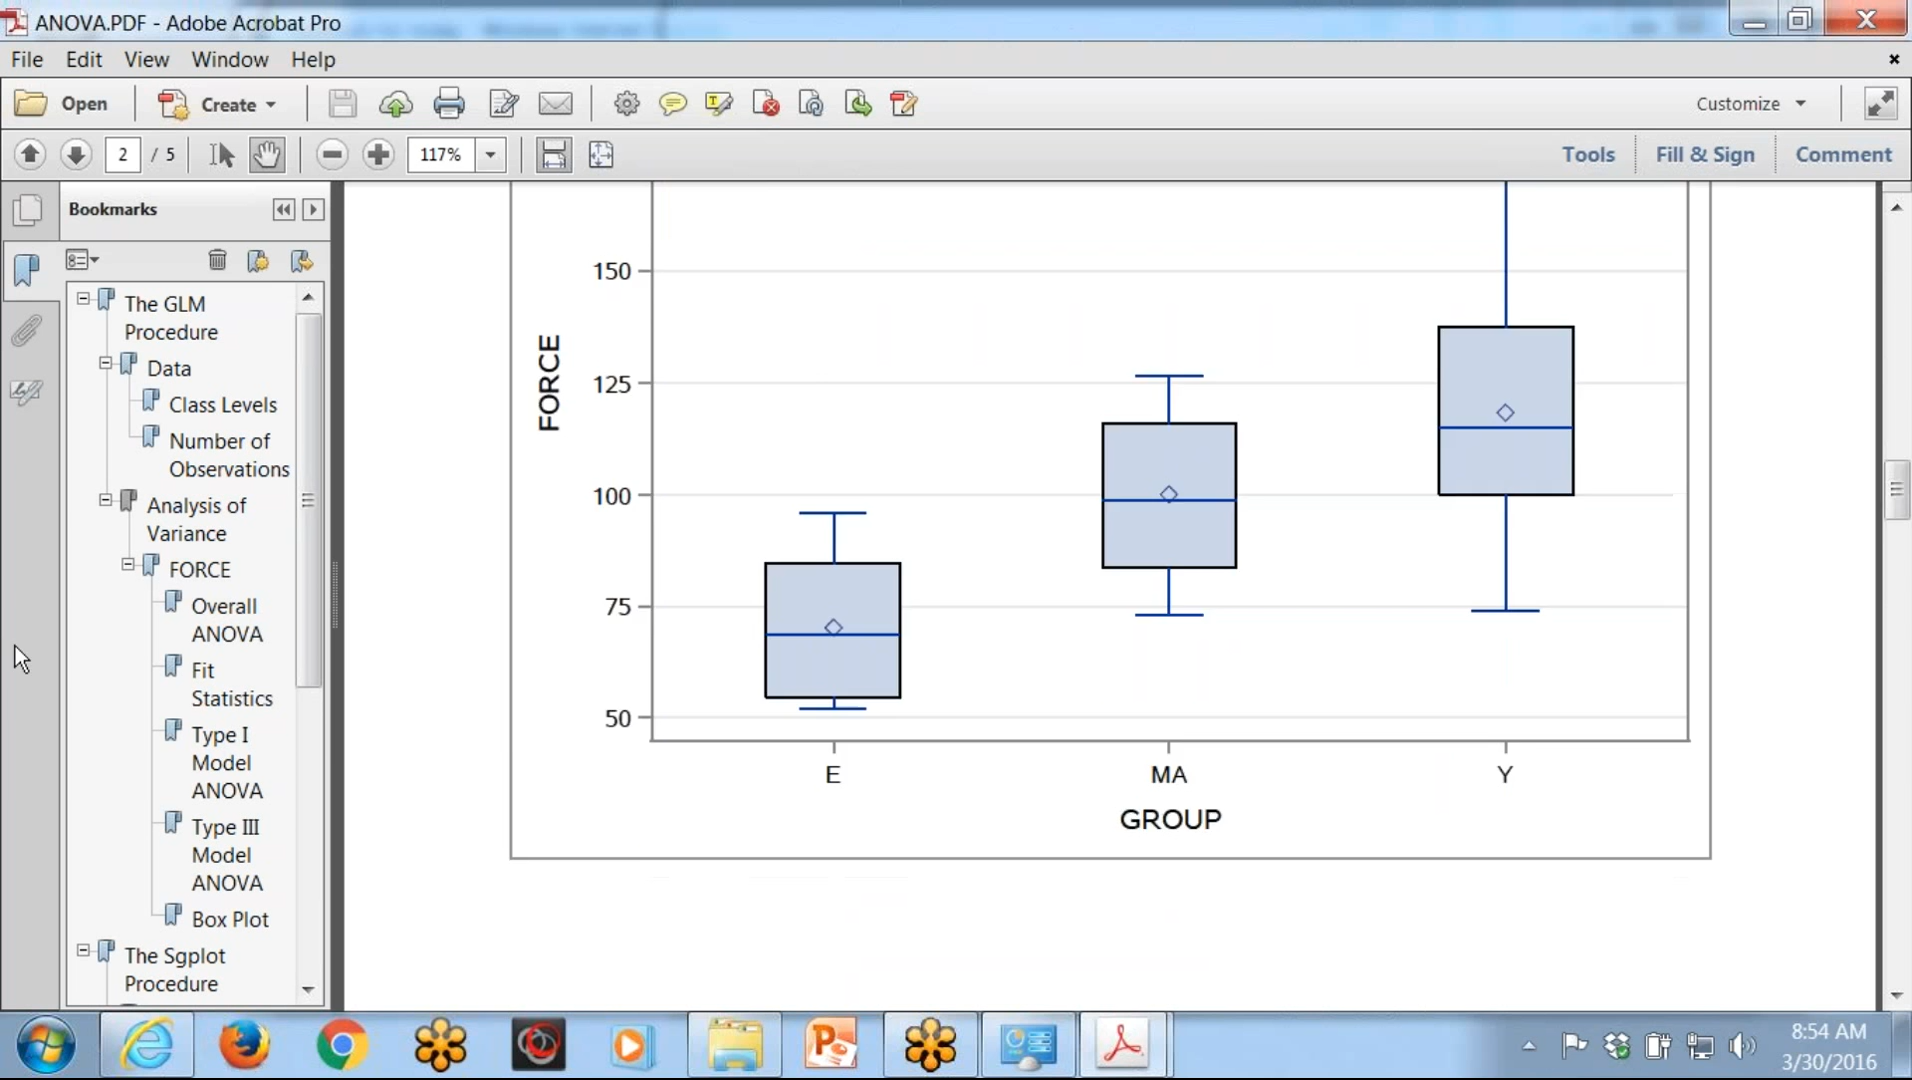 ANOVA.PDF - Adobe Acrobat Pro
File Edit View Window Help
Open Create Customize
2 / 5 117% Tools Fill & Sign Comment
Bookmarks
The GLM
Procedure
Data
Class Levels
Number of
Observations
Analysis of
Variance
FORCE
Overall
ANOVA
Fit
Statistics
Type I
Model
ANOVA
Type III
Model
ANOVA
Box Plot
The Sgplot
Procedure
FORCE
150
125
100
75
50
E MA Y
GROUP
8:54 AM
3/30/2016